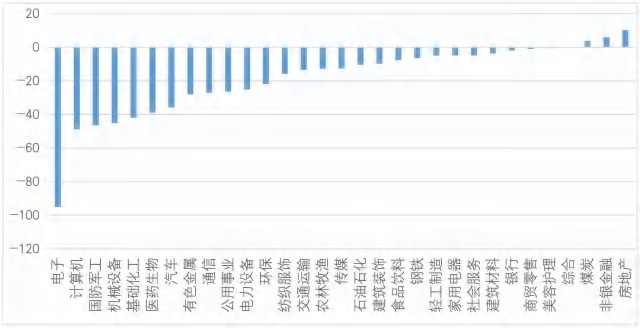 20
0
-20
-40
-60
-80
-100
-120
电子
计算机
国防军工
机械设备
基础化工
医药生物
汽车
有色金属
通信
公用事业
电力设备
环保
纺织服饰
交通运输
农林牧渔
传媒
石油石化
建筑装饰
食品饮料
钢铁
轻工制造
家用电器
社会服务
建筑材料
银行
商贸零售
美容护理
综合
煤炭
非银金融
房地产